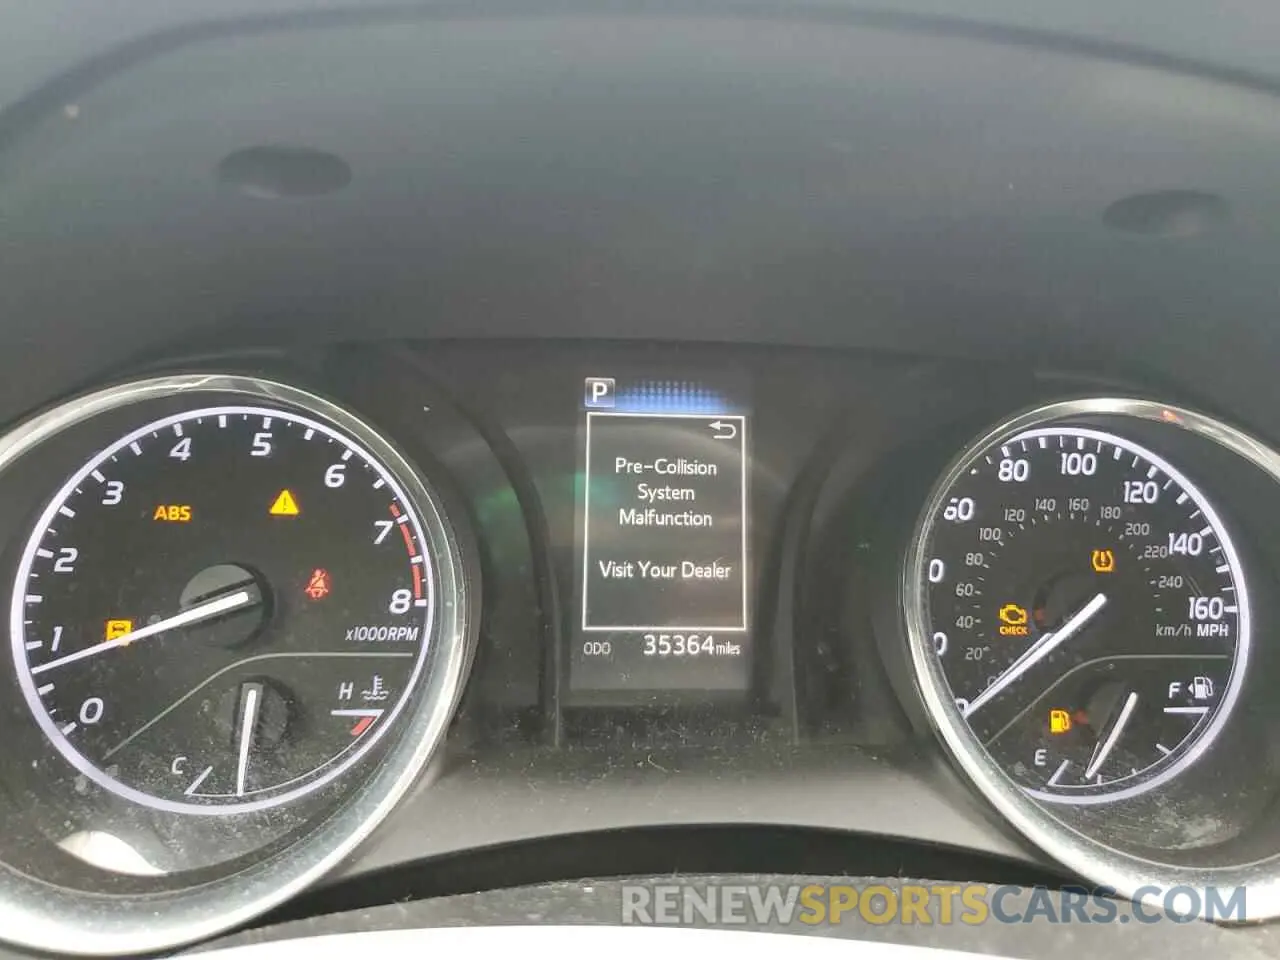 P
Pre-Collision
System
Malfunction
Visit Your Dealer
ODO 35364 miles
ABS
0
1
2
3
4
5
6
7
8
x1000RPM
C
H
60
80
100
120
140
160
km/h MPH
20
40
60
80
100
120
140
160
180
200
220
240
CHECK
E
F
RENEWSPORTSCARS.COM